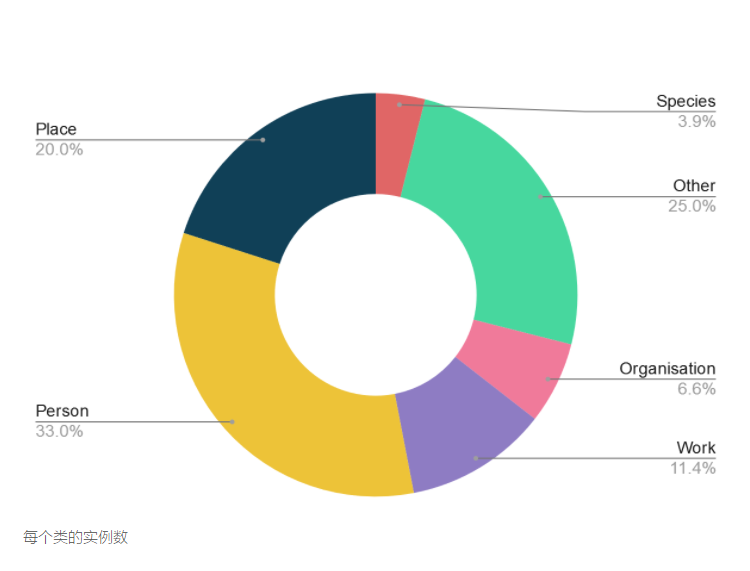 Species
3.9%
Place
20.0%
Other
25.0%
Organisation
6.6%
Person
33.0%
Work
11.4%
每个类的实例数